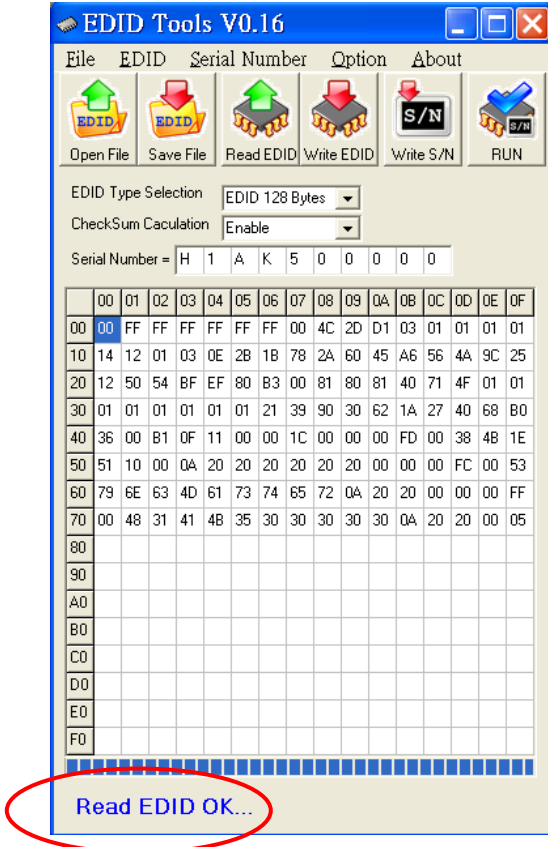 EDID Tools V0.16
File EDID Serial Number Option About
EDID EDID S/N S/N
Open File Save File Read EDID Write EDID Write S/N RUN
EDID Type Selection EDID 128 Bytes
CheckSum Caculation Enable
Serial Number = H 1 A K 5 0 0 0 0 0
00 01 02 03 04 05 06 07 08 09 0A 0B 0C 0D 0E 0F
00 00 FF FF FF FF FF FF 00 4C 2D D1 03 01 01 01 01
10 14 12 01 03 0E 2B 1B 78 2A 60 45 A6 56 4A 9C 25
20 12 50 54 BF EF 80 B3 00 81 80 81 40 71 4F 01 01
30 01 01 01 01 01 01 21 39 90 30 62 1A 27 40 68 B0
40 36 00 B1 0F 11 00 00 1C 00 00 00 FD 00 38 4B 1E
50 51 10 00 0A 20 20 20 20 20 20 00 00 00 FC 00 53
60 79 6E 63 4D 61 73 74 65 72 0A 20 20 00 00 00 FF
70 00 48 31 41 4B 35 30 30 30 30 30 0A 20 20 00 05
80
90
A0
B0
C0
D0
E0
F0
Read EDID OK...